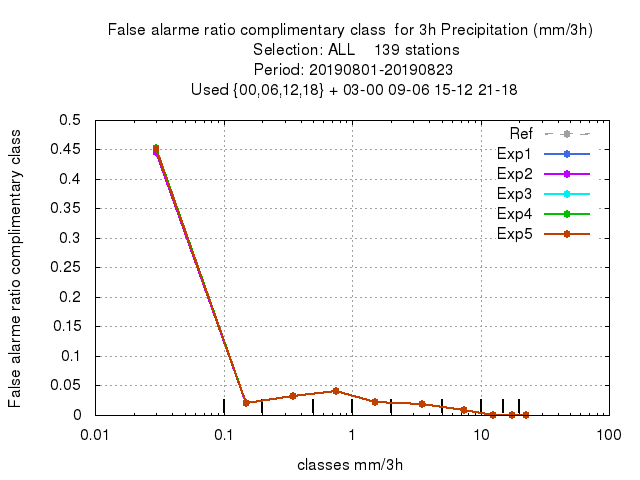 False alarme ratio complimentary class  for 3h Precipitation (mm/3h)
Selection: ALL    139 stations
Period: 20190801-20190823
Used {00,06,12,18} + 03-00 09-06 15-12 21-18
False alarme ratio complimentary class
0.5
0.45
0.4
0.35
0.3
0.25
0.2
0.15
0.1
0.05
0
Ref
Exp1
Exp2
Exp3
Exp4
Exp5
0.01
0.1
1
10
100
classes mm/3h